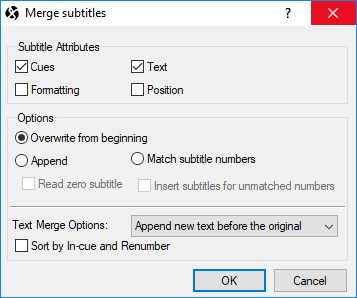 Merge subtitles
Subtitle Attributes
Cues Text
Formatting Position
Options
Overwrite from beginning
Append Match subtitle numbers
Read zero subtitle Insert subtitles for unmatched numbers
Text Merge Options: Append new text before the original
Sort by In-cue and Renumber
OK Cancel